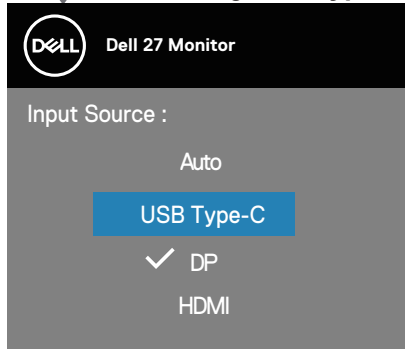 DELL Dell 27 Monitor
Input Source :
Auto
USB Type-C
DP
HDMI